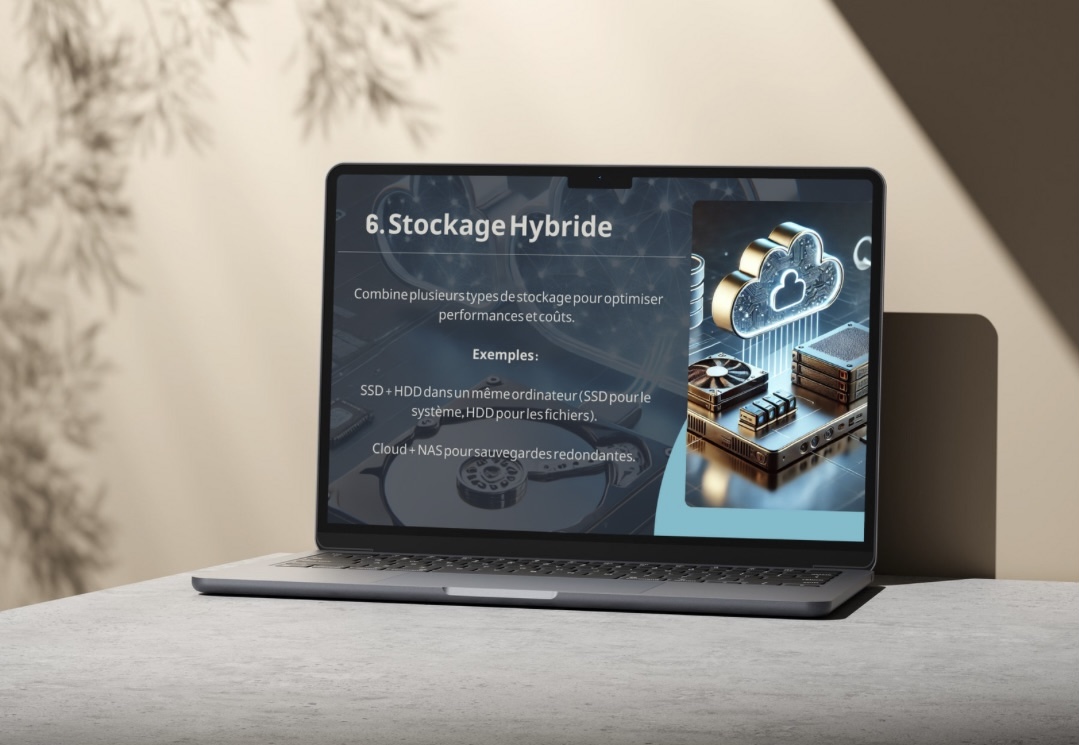 6. Stockage Hybride
Combine plusieurs types de stockage pour optimiser
performances et coûts.
Exemples :
SSD + HDD dans un même ordinateur (SSD pour le
système, HDD pour les fichiers).
Cloud + NAS pour sauvegardes redondantes.